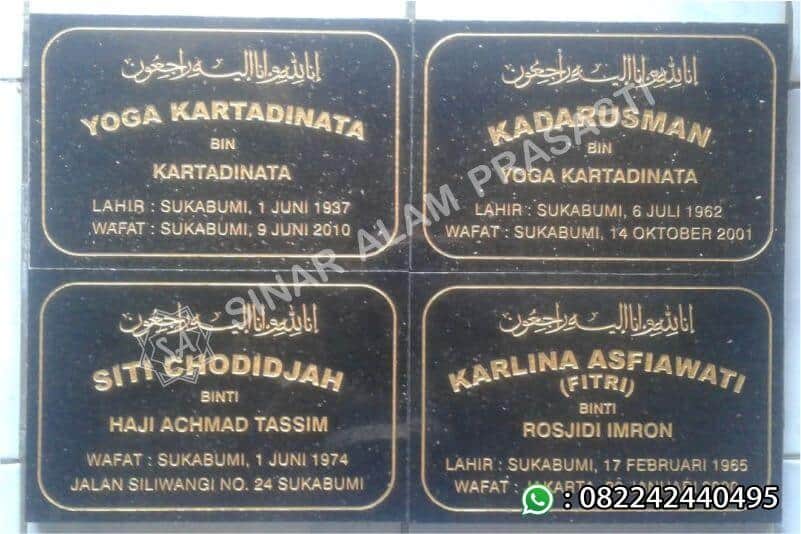 انا لله وانا اليه راجعون
YOGA KARTADINATA
BIN
KARTADINATA
LAHIR : SUKABUMI, 1 JUNI 1937
WAFAT : SUKABUMI, 9 JUNI 2010
انا لله وانا اليه راجعون
KADARUSMAN
BIN
YOGA KARTADINATA
LAHIR : SUKABUMI, 6 JULI 1962
WAFAT : SUKABUMI, 14 OKTOBER 2001
انا لله وانا اليه راجعون
SITI CHODIDJAH
BINTI
HAJI ACHMAD TASSIM
WAFAT : SUKABUMI, 1 JUNI 1974
JALAN SILIWANGI NO. 24 SUKABUMI
انا لله وانا اليه راجعون
KARLINA ASFIAWATI
(FITRI)
BINTI
ROSJIDI IMRON
LAHIR : SUKABUMI, 17 FEBRUARI 1965
WAFAT : JAKARTA, JANUARI
SINAR ALAM PRASASTI
SA
: 082242440495